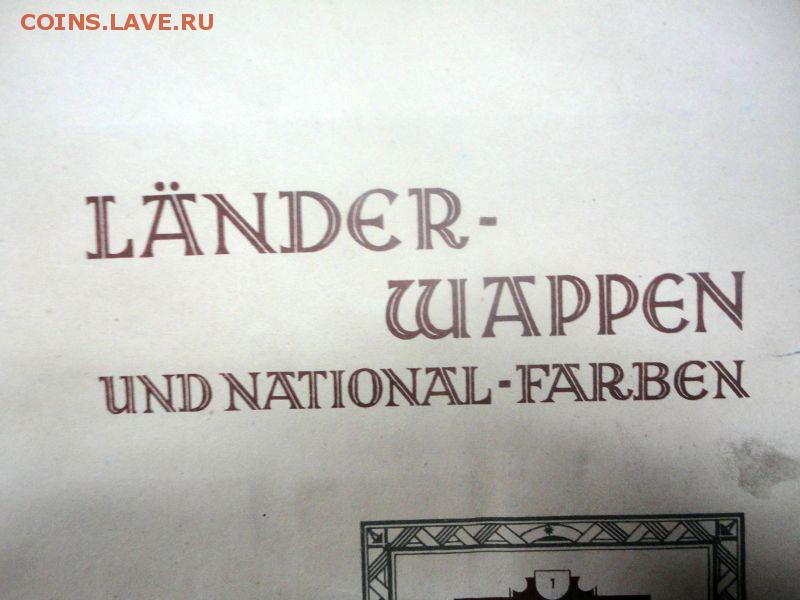 COINS.LAVE.RU
LÄNDER-
WAPPEN
UND NATIONAL-FARBEN
1